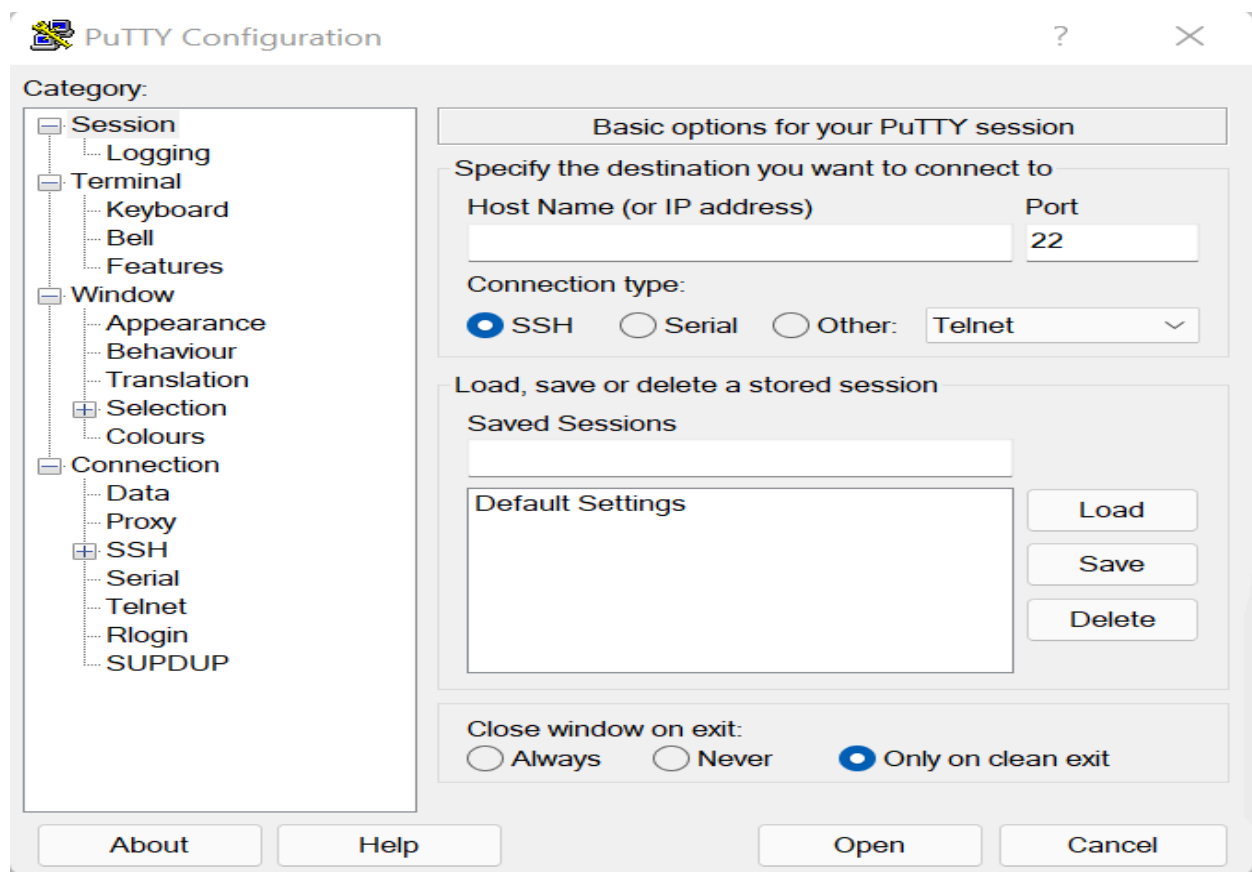 PuTTY Configuration
?
Category:
Session
Logging
Terminal
Keyboard
Bell
Features
Window
Appearance
Behaviour
Translation
Selection
Colours
Connection
Data
Proxy
SSH
Serial
Telnet
Rlogin
SUPDUP
Basic options for your PuTTY session
Specify the destination you want to connect to
Host Name (or IP address) Port
22
Connection type:
SSH Serial Other: Telnet
Load, save or delete a stored session
Saved Sessions
Default Settings
Load
Save
Delete
Close window on exit:
Always Never Only on clean exit
About Help Open Cancel